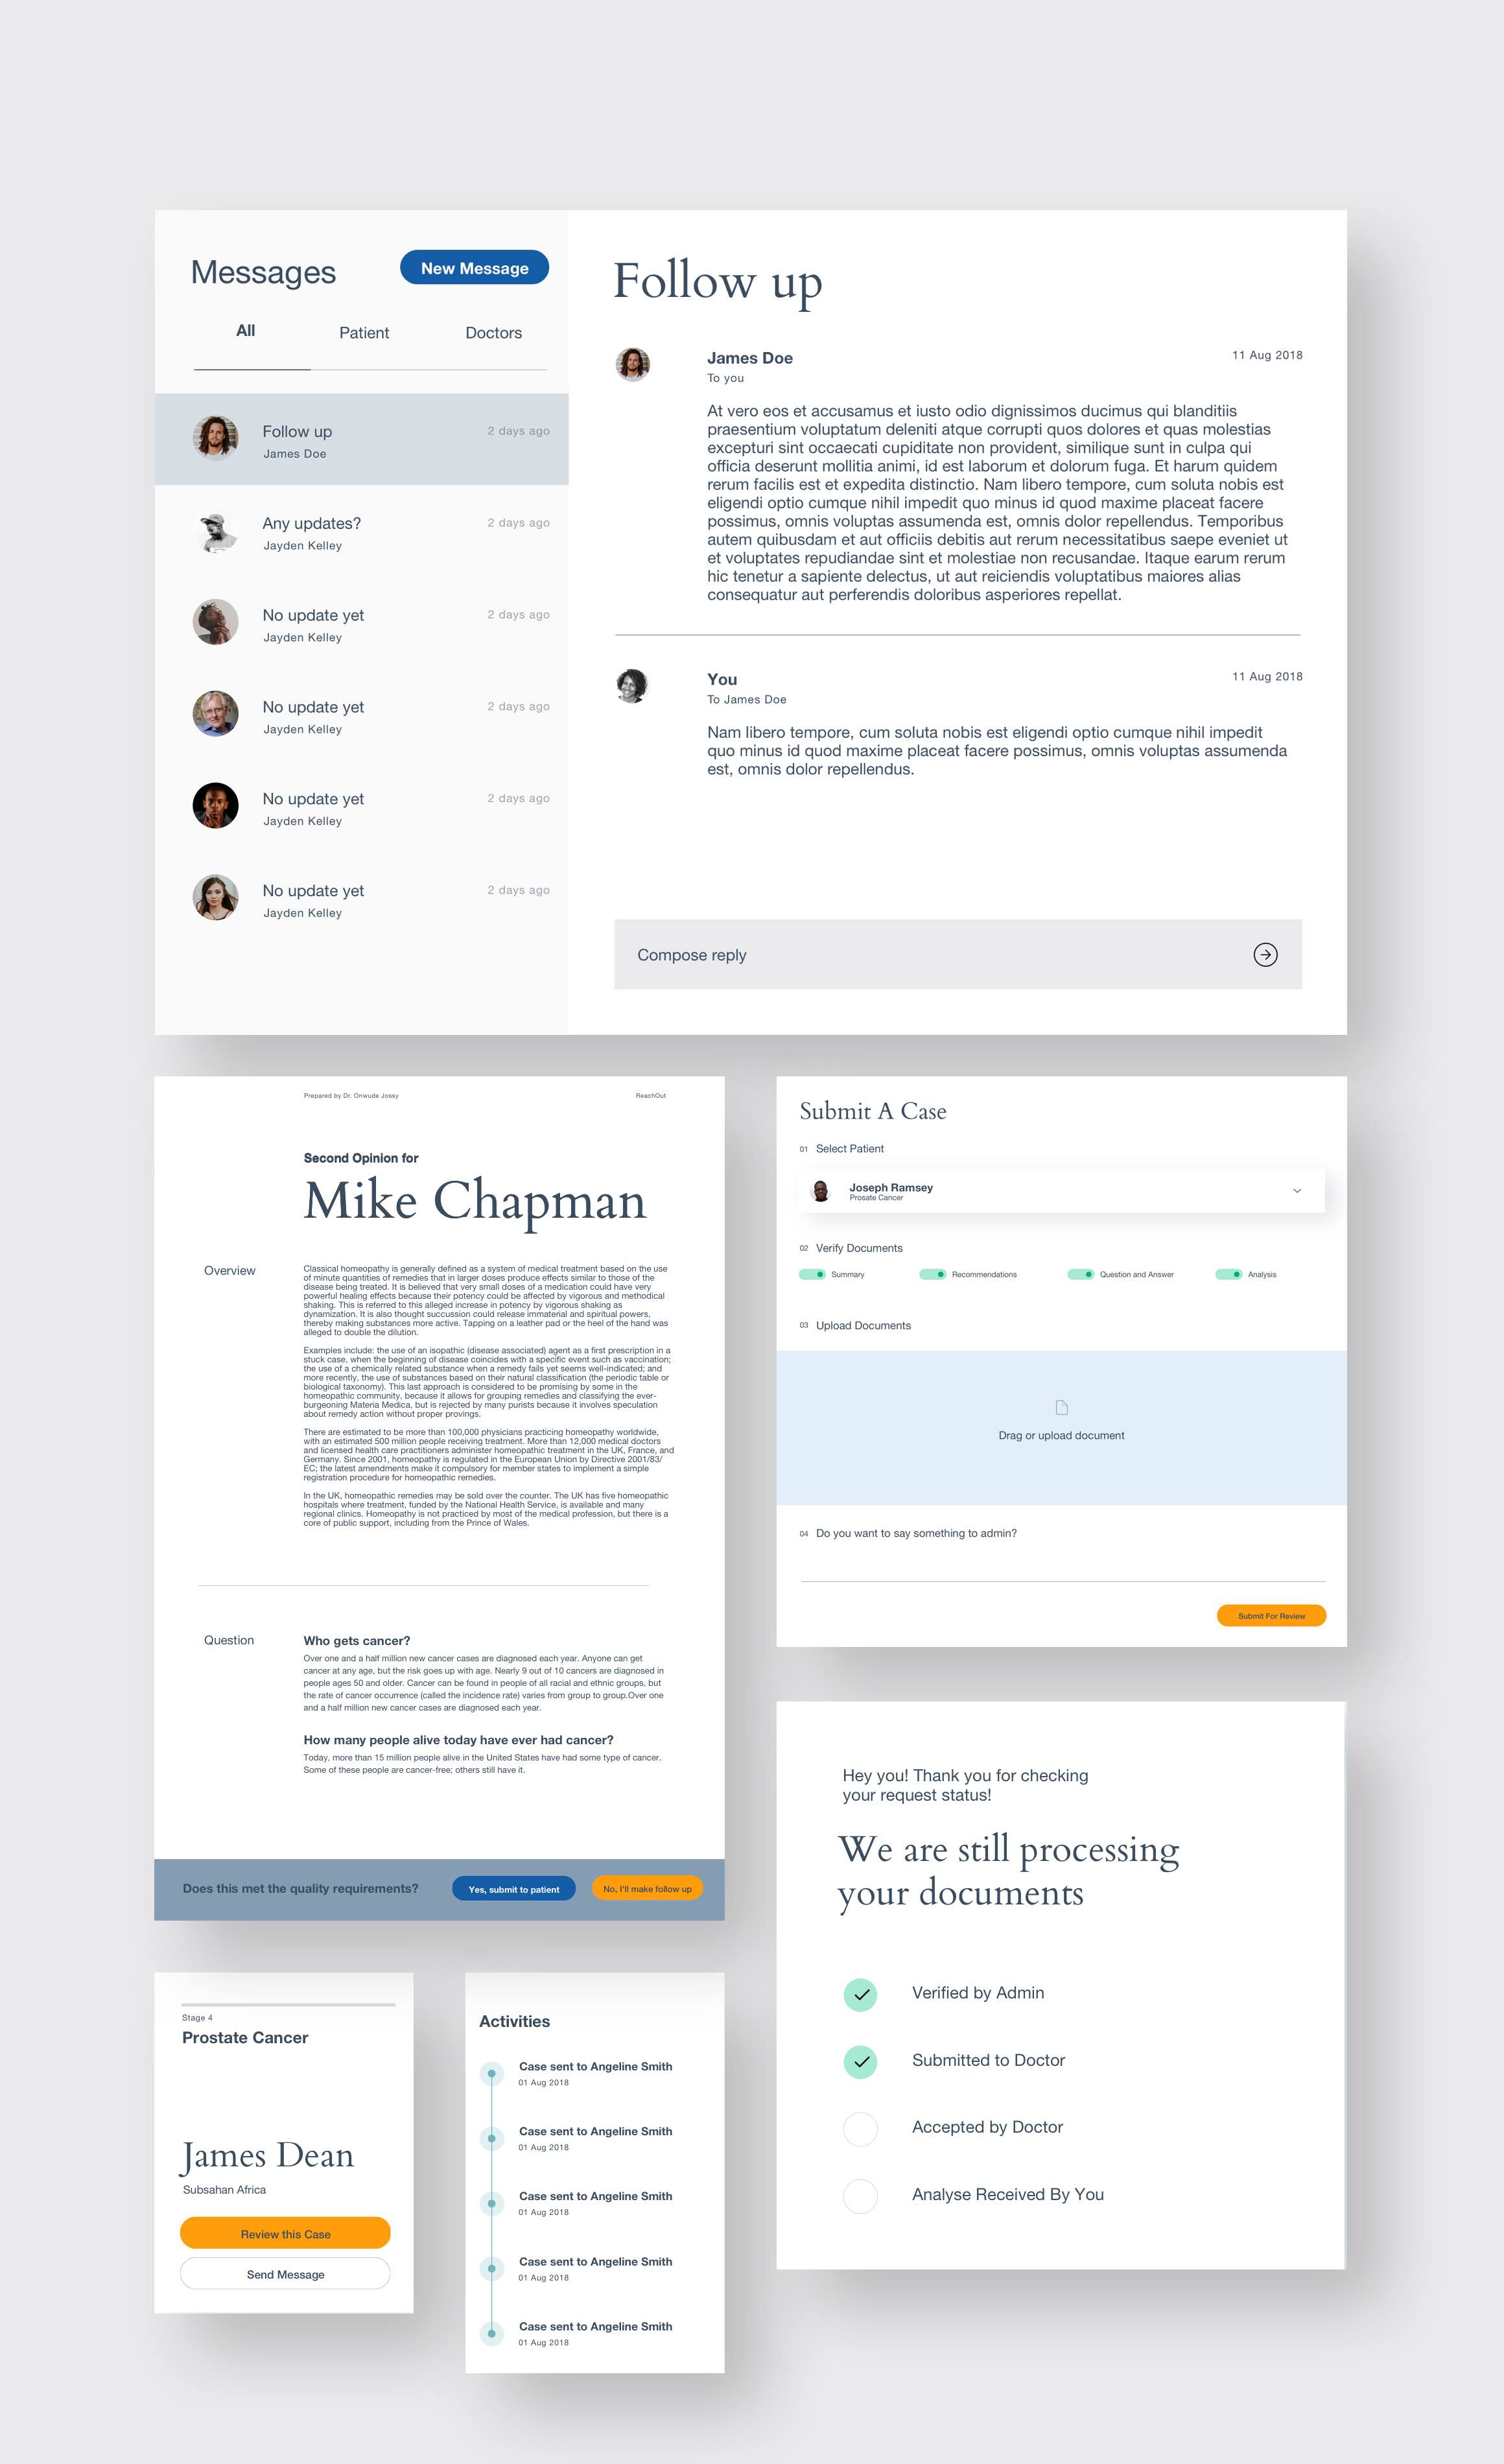 Messages
New Message
All
Patient
Doctors
Follow up
2 days ago
James Doe
Any updates?
2 days ago
Jayden Kelley
No update yet
2 days ago
Jayden Kelley
No update yet
2 days ago
Jayden Kelley
No update yet
2 days ago
Jayden Kelley
No update yet
2 days ago
Jayden Kelley
Follow up
James Doe
11 Aug 2018
To you
At vero eos et accusamus et iusto odio dignissimos ducimus qui blanditiis
praesentium voluptatum deleniti atque corrupti quos dolores et quas molestias
excepturi sint occaecati cupiditate non provident, similique sunt in culpa qui
officia deserunt mollitia animi, id est laborum et dolorum fuga. Et harum quidem
rerum facilis est et expedita distinctio. Nam libero tempore, cum soluta nobis est
eligendi optio cumque nihil impedit quo minus id quod maxime placeat facere
possimus, omnis voluptas assumenda est, omnis dolor repellendus. Temporibus
autem quibusdam et aut officiis debitis aut rerum necessitatibus saepe eveniet ut
et voluptates repudiandae sint et molestiae non recusandae. Itaque earum rerum
hic tenetur a sapiente delectus, ut aut reiciendis voluptatibus maiores alias
consequatur aut perferendis doloribus asperiores repellat.
You
11 Aug 2018
To James Doe
Nam libero tempore, cum soluta nobis est eligendi optio cumque nihil impedit
quo minus id quod maxime placeat facere possimus, omnis voluptas assumenda
est, omnis dolor repellendus.
Compose reply
Prepared by Dr. Onwude Jossy
ReachOut
Second Opinion for
Mike Chapman
Overview
Classical homeopathy is generally defined as a system of medical treatment based on the use
of minute quantities of remedies that in larger doses produce effects similar to those of the
disease being treated. It is believed that very small doses of a medication could have very
powerful healing effects because their potency could be affected by vigorous and methodical
shaking. This is referred to this alleged increase in potency by vigorous shaking as
dynamization. It is also thought succussion could release immaterial and spiritual powers,
thereby making substances more active. Tapping on a leather pad or the heel of the hand was
alleged to double the dilution.
Examples include: the use of an isopathic (disease associated) agent as a first prescription in a
stuck case, when the beginning of disease coincides with a specific event such as vaccination;
the use of a chemically related substance when a remedy fails yet seems well-indicated; and
more recently, the use of substances based on their natural classification (the periodic table or
biological taxonomy). This last approach is considered to be promising by some in the
homeopathic community, because it allows for grouping remedies and classifying the ever-
burgeoning Materia Medica, but is rejected by many purists because it involves speculation
about remedy action without proper provings.
There are estimated to be more than 100,000 physicians practicing homeopathy worldwide,
with an estimated 500 million people receiving treatment. More than 12,000 medical doctors
and licensed health care practitioners administer homeopathic treatment in the UK, France, and
Germany. Since 2001, homeopathy is regulated in the European Union by Directive 2001/83/
EC; the latest amendments make it compulsory for member states to implement a simple
registration procedure for homeopathic remedies.
In the UK, homeopathic remedies may be sold over the counter. The UK has five homeopathic
hospitals where treatment, funded by the National Health Service, is available and many
regional clinics. Homeopathy is not practiced by most of the medical profession, but there is a
core of public support, including from the Prince of Wales.
Question
Who gets cancer?
Over one and a half million new cancer cases are diagnosed each year. Anyone can get
cancer at any age, but the risk goes up with age. Nearly 9 out of 10 cancers are diagnosed in
people ages 50 and older. Cancer can be found in people of all racial and ethnic groups, but
the rate of cancer occurrence (called the incidence rate) varies from group to group.Over one
and a half million new cancer cases are diagnosed each year.
How many people alive today have ever had cancer?
Today, more than 15 million people alive in the United States have had some type of cancer.
Some of these people are cancer-free; others still have it.
Does this met the quality requirements?
Yes, submit to patient
No, I'll make follow up
Submit A Case
01 Select Patient
Joseph Ramsey
Prosate Cancer
02 Verify Documents
Summary
Recommendations
Question and Answer
Analysis
03 Upload Documents
Drag or upload document
04 Do you want to say something to admin?
Submit For Review
Hey you! Thank you for checking
your request status!
We are still processing
your documents
Verified by Admin
Submitted to Doctor
Accepted by Doctor
Analyse Received By You
Stage 4
Prostate Cancer
James Dean
Subsahan Africa
Review this Case
Send Message
Activities
Case sent to Angeline Smith
01 Aug 2018
Case sent to Angeline Smith
01 Aug 2018
Case sent to Angeline Smith
01 Aug 2018
Case sent to Angeline Smith
01 Aug 2018
Case sent to Angeline Smith
01 Aug 2018